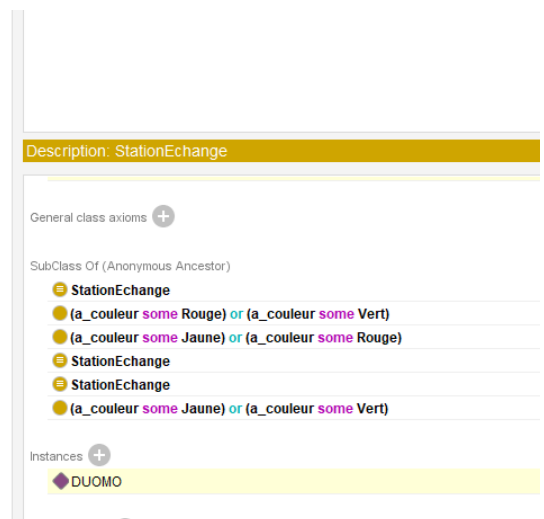 Description: StationEchange
General class axioms
SubClass Of (Anonymous Ancestor)
StationEchange
(a_couleur some Rouge) or (a_couleur some Vert)
(a_couleur some Jaune) or (a_couleur some Rouge)
StationEchange
StationEchange
(a_couleur some Jaune) or (a_couleur some Vert)
Instances
DUOMO